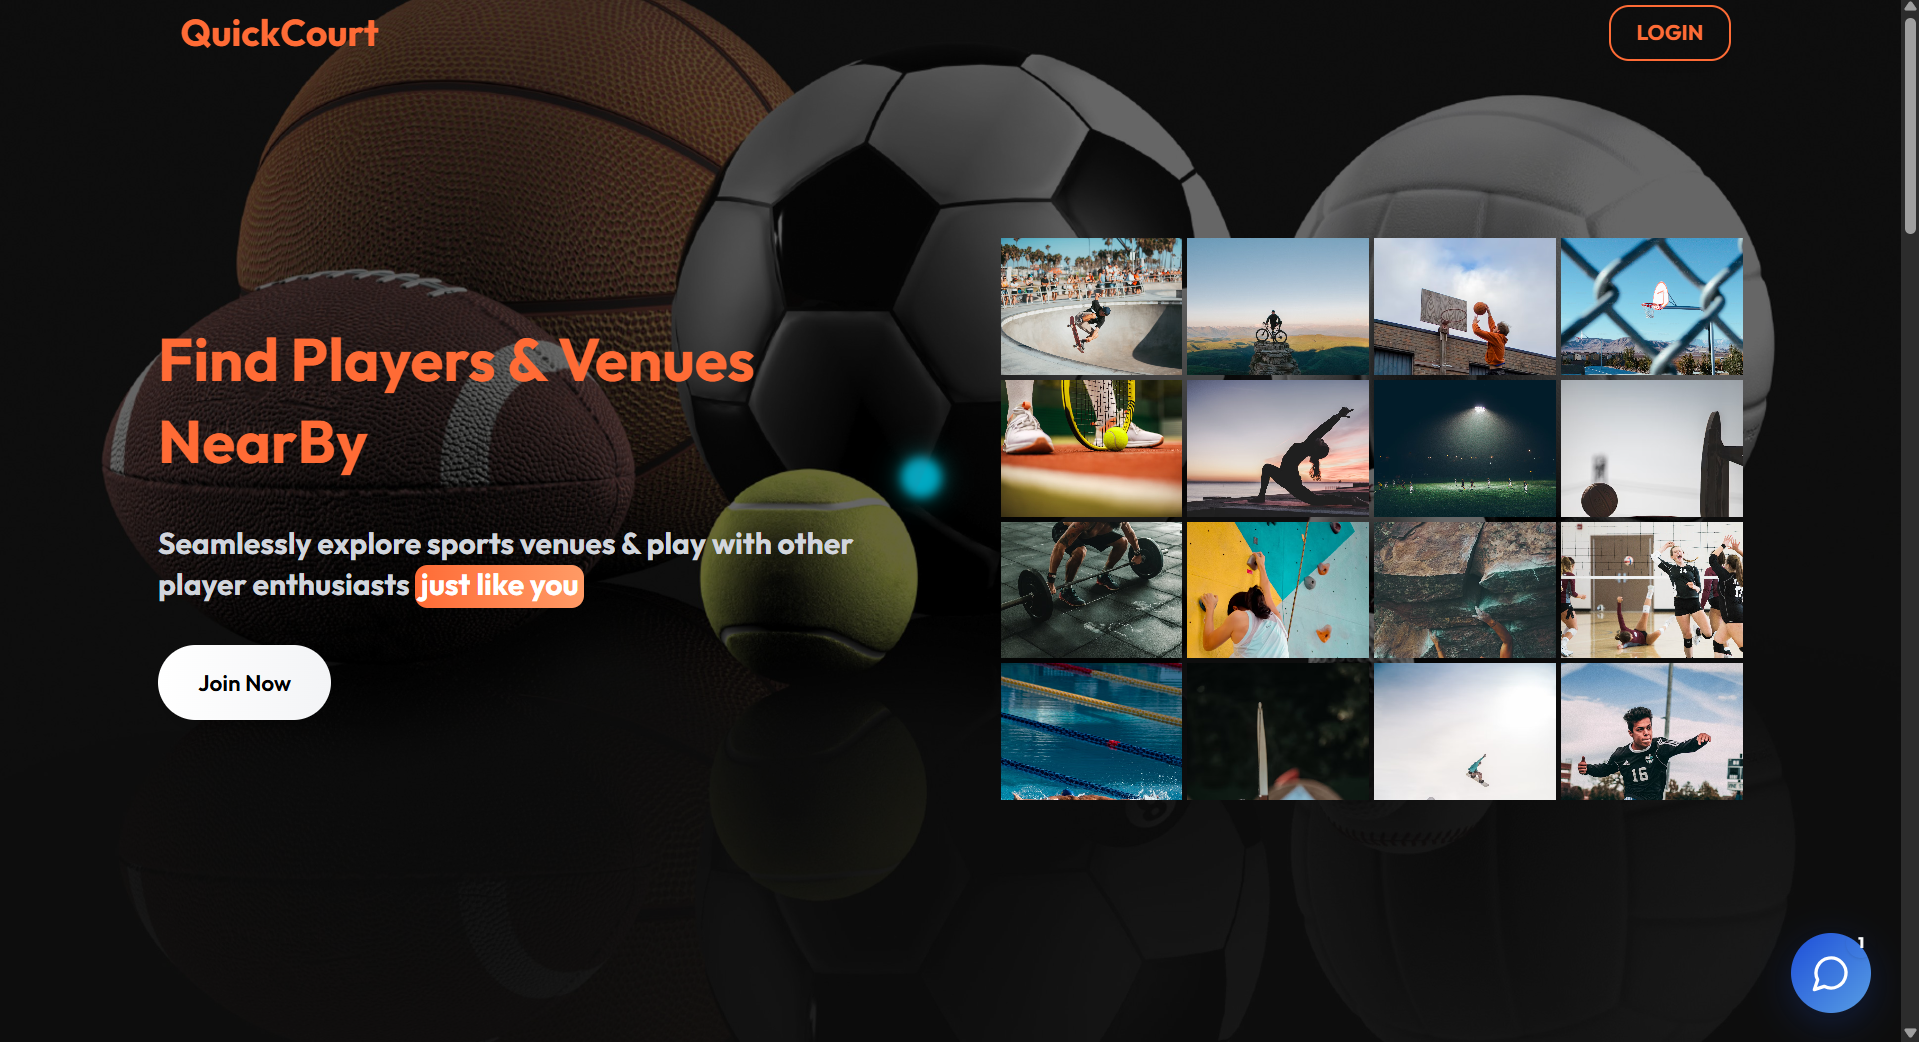 QuickCourt
LOGIN
Find Players & Venues
NearBy
Seamlessly explore sports venues & play with other
player enthusiasts just like you
Join Now
16
1